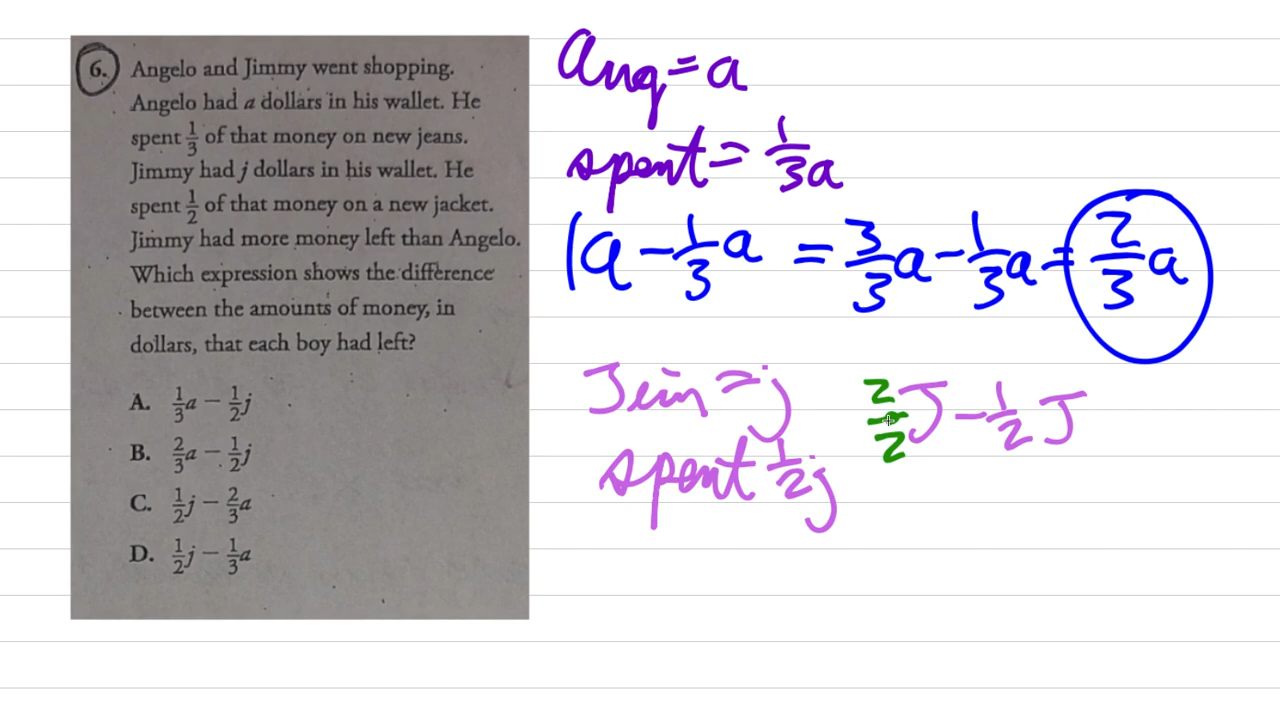 6. Angelo and Jimmy went shopping.
Angelo had a dollars in his wallet. He
spent 1/3 of that money on new jeans.
Jimmy had j dollars in his wallet. He
spent 1/2 of that money on a new jacket.
Jimmy had more money left than Angelo.
Which expression shows the difference
between the amounts of money, in
dollars, that each boy had left?
A. 1/3a − 1/2j
B. 2/3a − 1/2j
C. 1/2j − 2/3a
D. 1/2j − 1/3a
Ang = a
spent = 1/3a
1a − 1/3a = 3/3a − 1/3a = 2/3a
Jim = j
spent 1/2j
2/2J − 1/2J